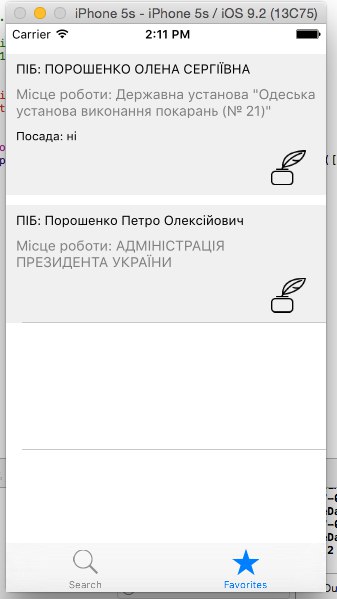 iPhone 5s - iPhone 5s / iOS 9.2 (13C75)
Carrier 2:11 PM
ПІБ: ПОРОШЕНКО ОЛЕНА СЕРГІЇВНА
Місце роботи: Державна установа "Одеська
установа виконання покарань (№ 21)"
Посада: ні
ПІБ: Порошенко Петро Олексійович
Місце роботи: АДМІНІСТРАЦІЯ
ПРЕЗИДЕНТА УКРАЇНИ
Search Favorites